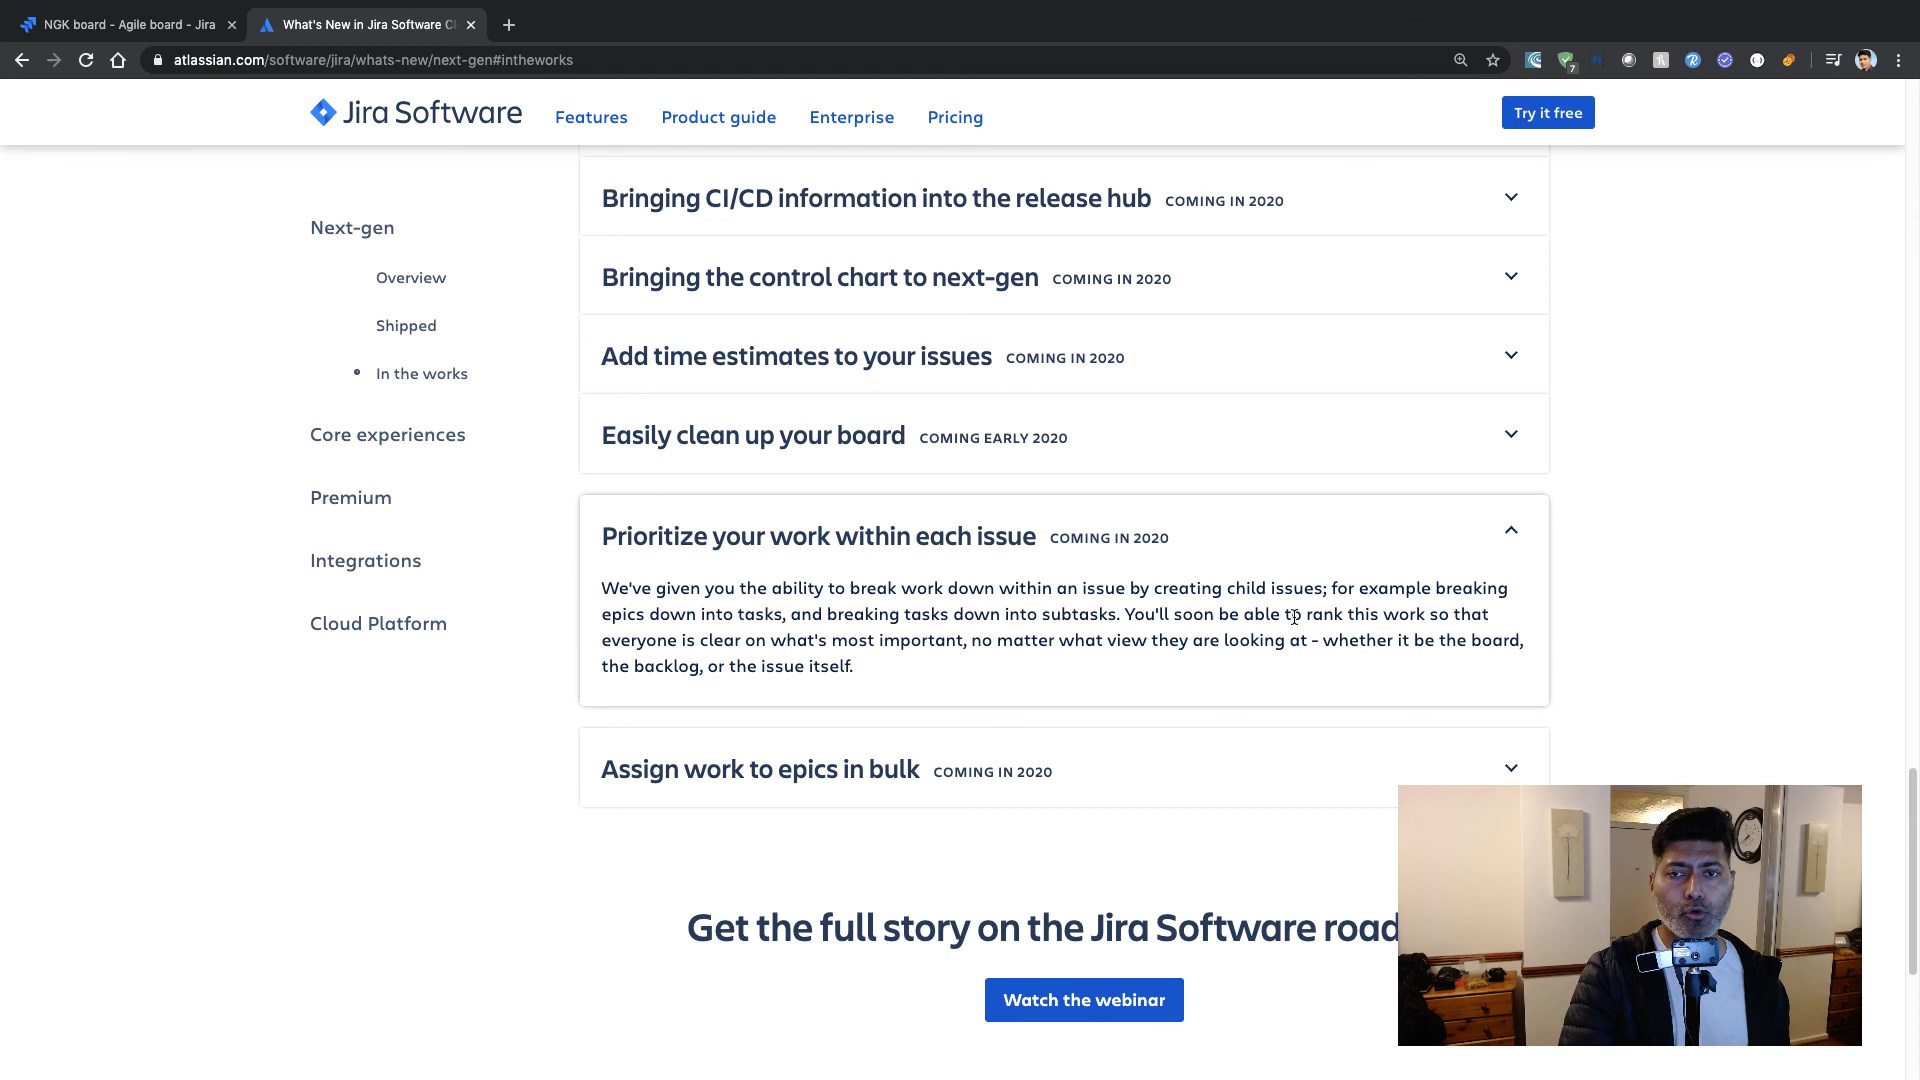 NGK board - Agile board - Jira
What's New in Jira Software Cl
atlassian.com/software/jira/whats-new/next-gen#intheworks
7
Jira Software
Features
Product guide
Enterprise
Pricing
Try it free
Next-gen
Overview
Shipped
In the works
Core experiences
Premium
Integrations
Cloud Platform
Bringing CI/CD information into the release hub COMING IN 2020
Bringing the control chart to next-gen COMING IN 2020
Add time estimates to your issues COMING IN 2020
Easily clean up your board COMING EARLY 2020
Prioritize your work within each issue COMING IN 2020
We've given you the ability to break work down within an issue by creating child issues; for example breaking
epics down into tasks, and breaking tasks down into subtasks. You'll soon be able to rank this work so that
everyone is clear on what's most important, no matter what view they are looking at - whether it be the board,
the backlog, or the issue itself.
Assign work to epics in bulk COMING IN 2020
Get the full story on the Jira Software road
Watch the webinar